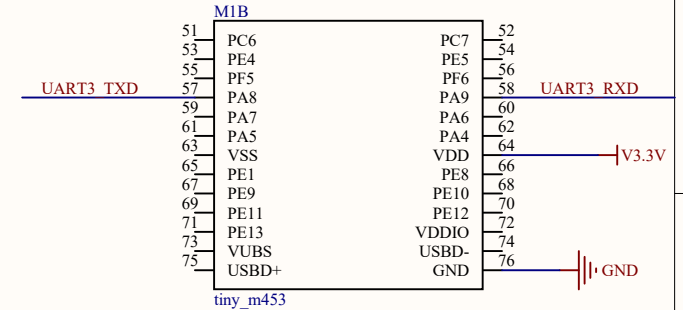 M1B
51 PC6 PC7 52
53 PE4 PE5 54
55 PF5 PF6 56
UART3_TXD 57 PA8 PA9 58 UART3_RXD
59 PA7 PA6 60
61 PA5 PA4 62
63 VSS VDD 64 V3.3V
65 PE1 PE8 66
67 PE9 PE10 68
69 PE11 PE12 70
71 PE13 VDDIO 72
73 VUBS USBD- 74
75 USBD+ GND 76 GND
tiny_m453